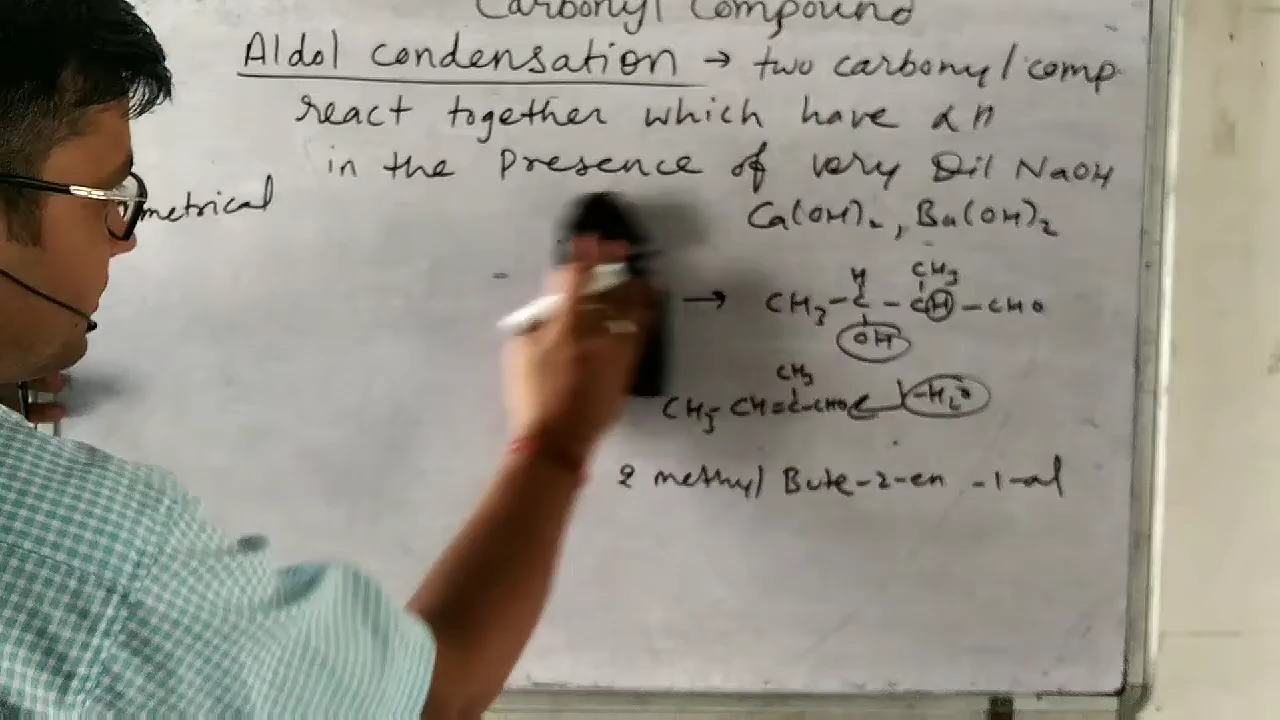 Carbonyl Compound
Aldol condensation → two carbonyl comp
react together which have α H
in the Presence of very Dil NaOH
metrical
Ca(OH)₂, Ba(OH)₂
H CH₃
→ CH₃-C-CH-CHO
OH
CH₃
CH₃ CH=C-CHO -H₂O
2 methyl Bute-2-en -1-al